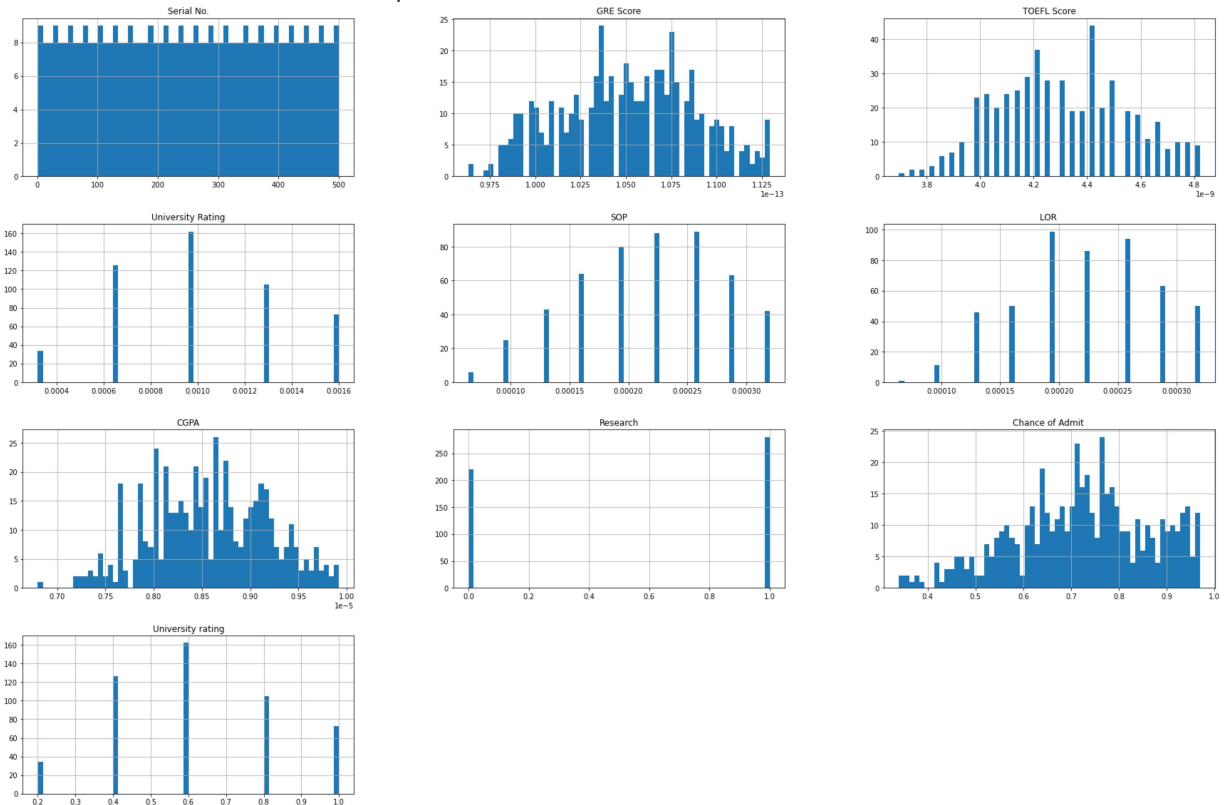 Serial No.
8
6
4
2
0
0 100 200 300 400 500
GRE Score
25
20
15
10
5
0
0.975 1.000 1.025 1.050 1.075 1.100 1.125
1e−13
TOEFL Score
40
30
20
10
0
3.8 4.0 4.2 4.4 4.6 4.8
1e−9
University Rating
160
140
120
100
80
60
40
20
0
0.0004 0.0006 0.0008 0.0010 0.0012 0.0014 0.0016
SOP
80
60
40
20
0
0.00010 0.00015 0.00020 0.00025 0.00030
LOR
100
80
60
40
20
0
0.00010 0.00015 0.00020 0.00025 0.00030
CGPA
25
20
15
10
5
0
0.70 0.75 0.80 0.85 0.90 0.95 1.00
1e−5
Research
250
200
150
100
50
0
0.0 0.2 0.4 0.6 0.8 1.0
Chance of Admit
25
20
15
10
5
0
0.4 0.5 0.6 0.7 0.8 0.9 1.0
University rating
160
140
120
100
80
60
40
20
0
0.2 0.3 0.4 0.5 0.6 0.7 0.8 0.9 1.0